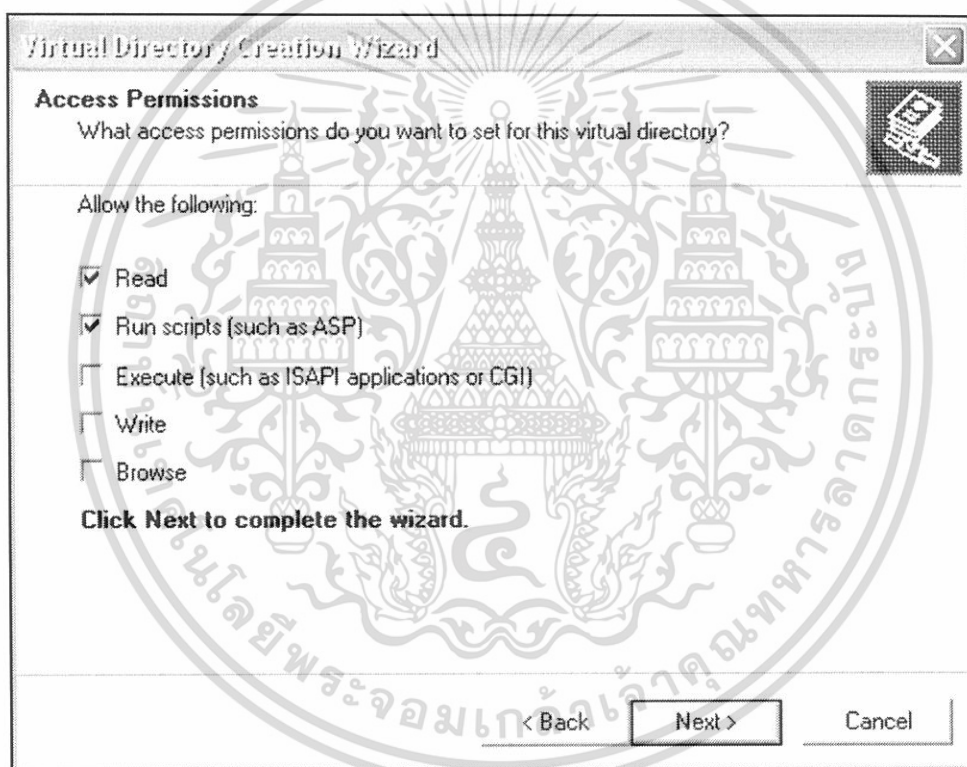 Virtual Directory Creation Wizard
Access Permissions
What access permissions do you want to set for this virtual directory?
Allow the following:
Read
Run scripts (such as ASP)
Execute (such as ISAPI applications or CGI)
Write
Browse
Click Next to complete the wizard.
< Back
Next >
Cancel